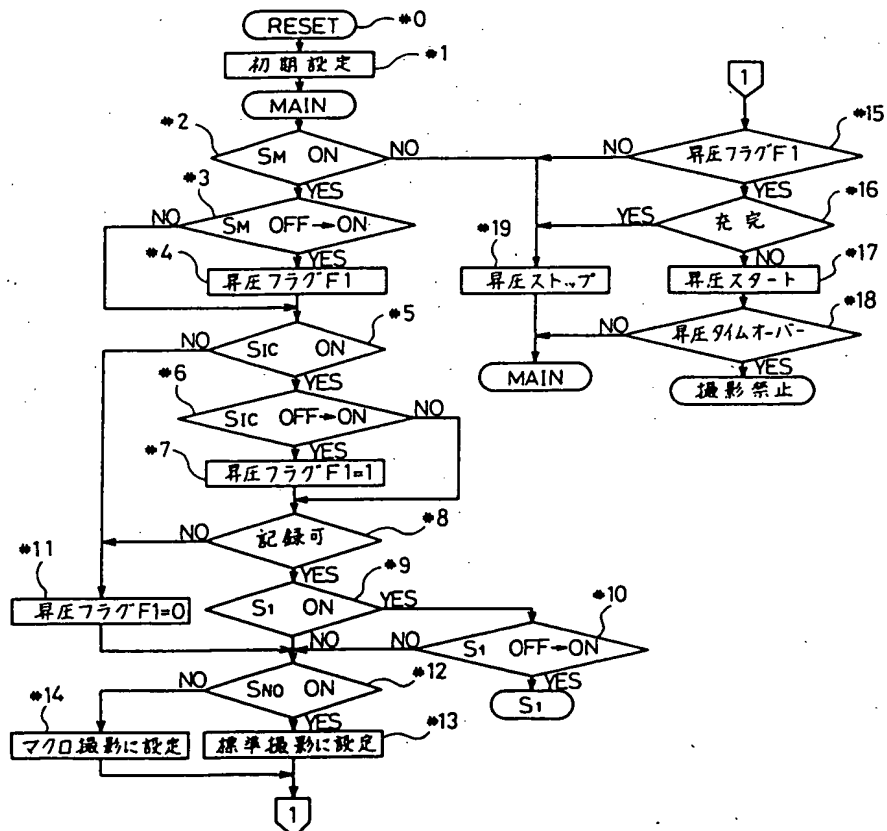 RESET
*0
初期設定
*1
MAIN
*2
SM ON
NO
YES
*3
NO
SM OFF→ON
YES
*4
昇圧フラグF1
*5
NO
SIC ON
YES
*6
SIC OFF→ON
NO
YES
*7
昇圧フラグF1=1
*8
NO
記録可
YES
*11
昇圧フラグF1=0
*9
S1 ON
YES
NO
*10
NO
S1 OFF→ON
YES
S1
*12
NO
SNO ON
YES
*14
マクロ撮影に設定
*13
標準撮影に設定
1
1
*15
NO
昇圧フラグF1
YES
*16
YES
充完
NO
*19
昇圧ストップ
*17
昇圧スタート
*18
NO
昇圧タイムオーバー
YES
MAIN
撮影禁止